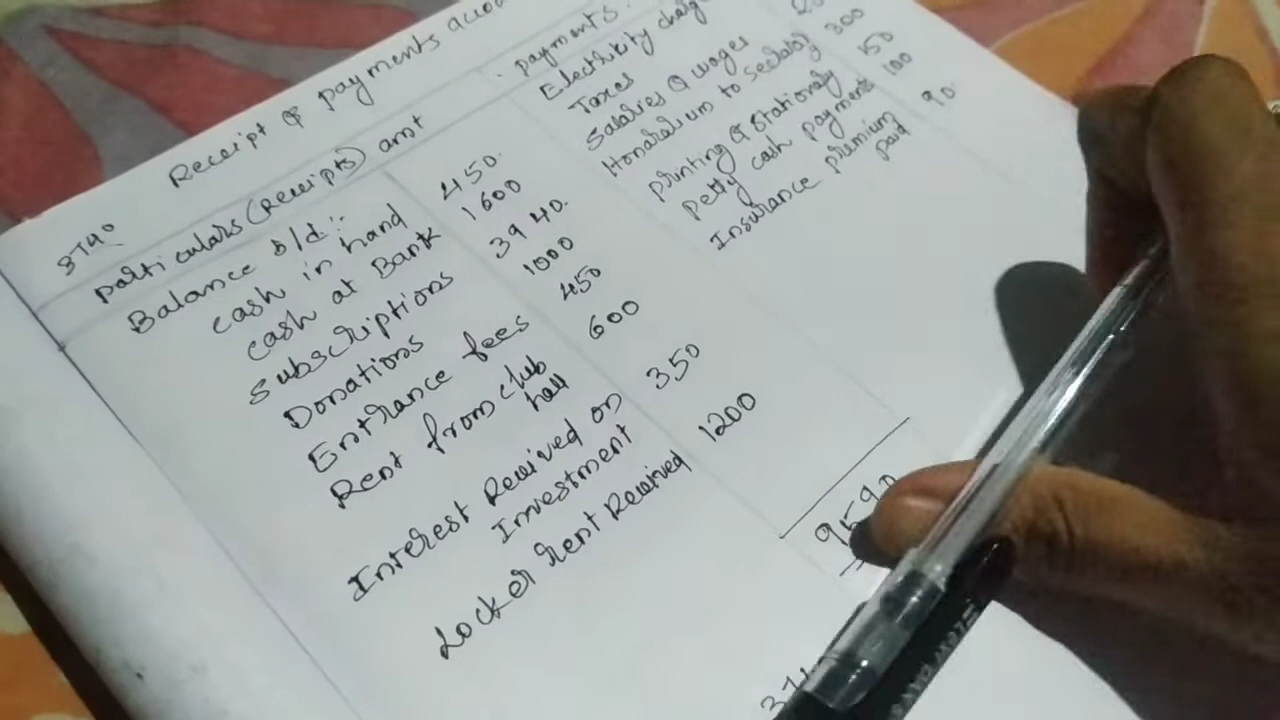 Receipt & payments accou
particulars (Receipts) amt
Balance b/d :-
cash in hand 450.
cash at Bank 1600
subscriptions 3940.
Donations 1000
Entrance fees 450
Rent from club hall 600
Interest Received on
Investment 350
Locker rent Received 1200
payments.
Electricity charge
Taxes
Salaries & wages
Honorarium to secretary 300
printing & stationary 150
petty cash payments 100
Insurance premium
paid 90.
9590